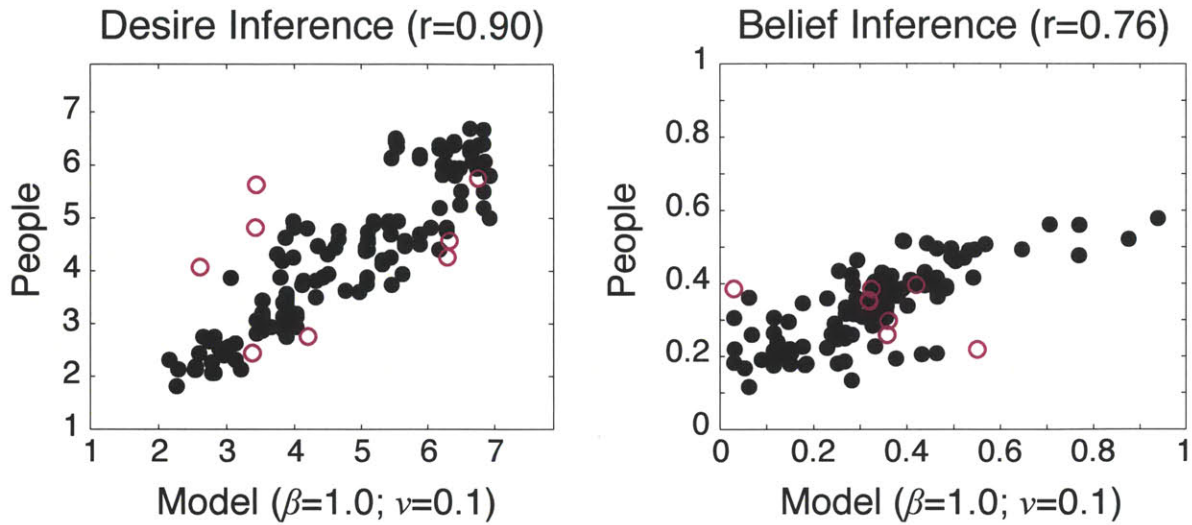 Desire Inference (r=0.90)
People
7
6
5
4
3
2
1
1 2 3 4 5 6 7
Model (β=1.0; ν=0.1)
Belief Inference (r=0.76)
People
1
0.8
0.6
0.4
0.2
0
0 0.2 0.4 0.6 0.8 1
Model (β=1.0; ν=0.1)